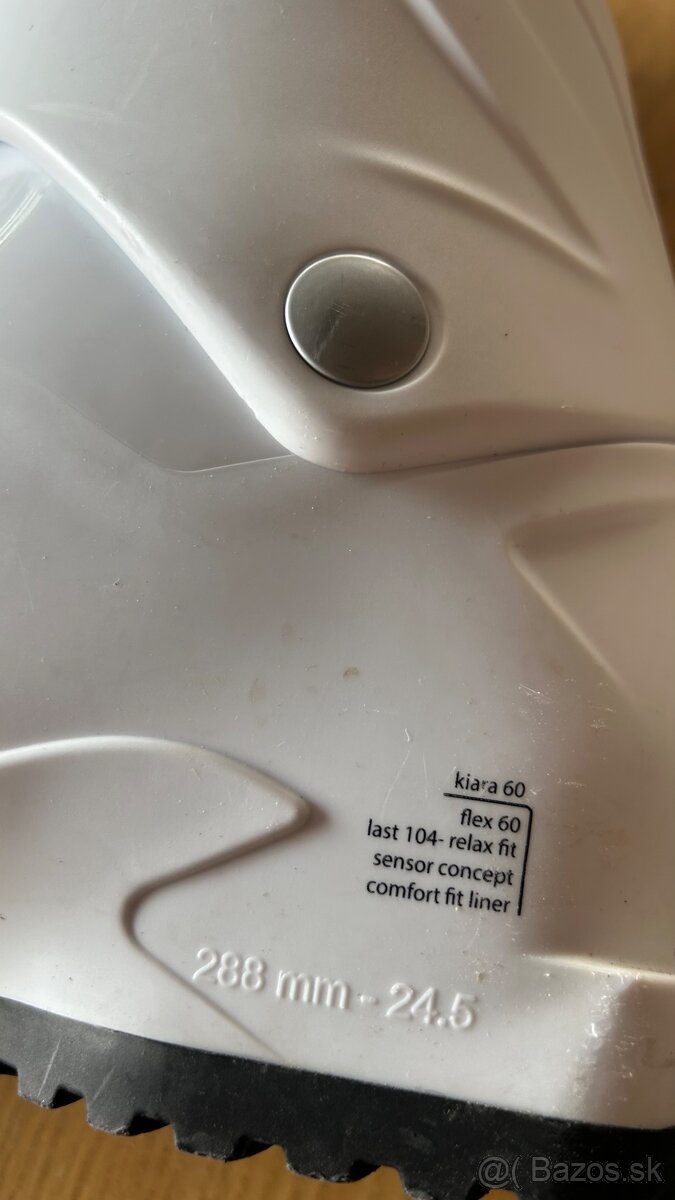 kiara 60
flex 60
last 104- relax fit
sensor concept
comfort fit liner
288 mm - 24.5
@( Bazos.sk